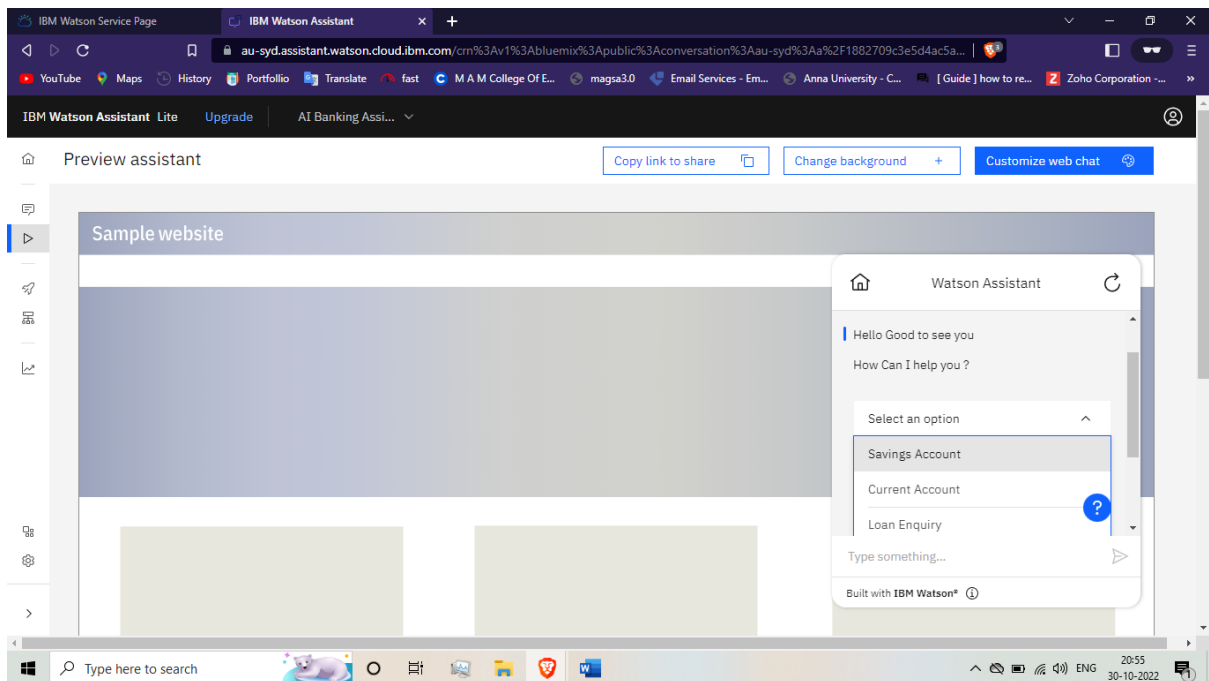 IBM Watson Service Page
IBM Watson Assistant
au-syd.assistant.watson.cloud.ibm.com/crn%3Av1%3Abluemix%3Apublic%3Aconversation%3Aau-syd%3Aa%2F1882709c3e5d4ac5a...
YouTube Maps History Portfolio Translate fast M A M College Of E... magsa3.0 Email Services - Em... Anna University - C... [ Guide ] how to re... Zoho Corporation -...
IBM Watson Assistant Lite Upgrade AI Banking Assi...
Preview assistant
Copy link to share
Change background +
Customize web chat
Sample website
Watson Assistant
Hello Good to see you
How Can I help you ?
Select an option
Savings Account
Current Account
?
Loan Enquiry
Type something...
Built with IBM Watson®
Type here to search
ENG
20:55
30-10-2022